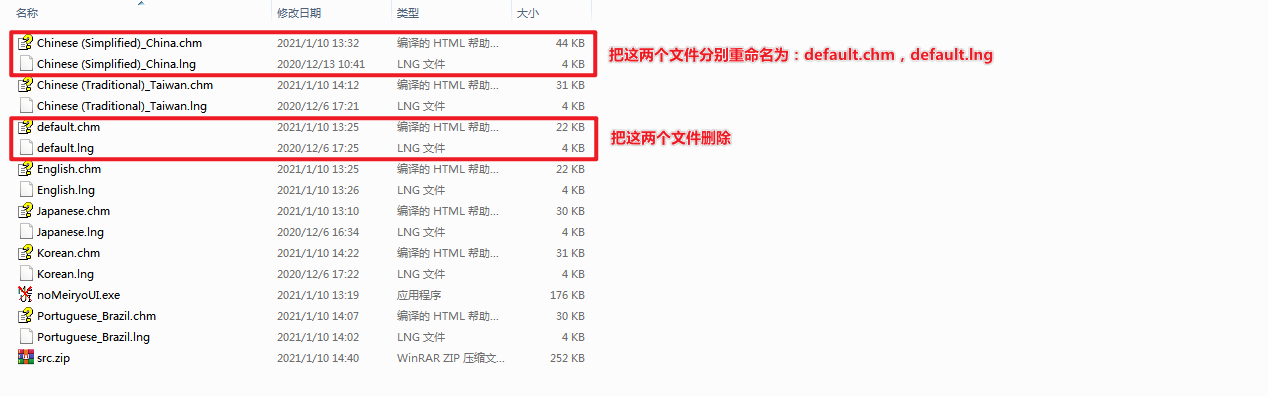 名称 修改日期 类型 大小
Chinese (Simplified)_China.chm 2021/1/10 13:32 编译的 HTML 帮助... 44 KB
把这两个文件分别重命名为：default.chm，default.lng
Chinese (Simplified)_China.lng 2020/12/13 10:41 LNG 文件 4 KB
Chinese (Traditional)_Taiwan.chm 2021/1/10 14:12 编译的 HTML 帮助... 31 KB
Chinese (Traditional)_Taiwan.lng 2020/12/6 17:21 LNG 文件 4 KB
default.chm 2021/1/10 13:25 编译的 HTML 帮助... 22 KB
把这两个文件删除
default.lng 2020/12/6 17:25 LNG 文件 4 KB
English.chm 2021/1/10 13:25 编译的 HTML 帮助... 22 KB
English.lng 2021/1/10 13:26 LNG 文件 4 KB
Japanese.chm 2021/1/10 13:10 编译的 HTML 帮助... 30 KB
Japanese.lng 2020/12/6 16:34 LNG 文件 4 KB
Korean.chm 2021/1/10 14:22 编译的 HTML 帮助... 31 KB
Korean.lng 2020/12/6 17:22 LNG 文件 4 KB
noMeiryoUI.exe 2021/1/10 13:19 应用程序 176 KB
Portuguese_Brazil.chm 2021/1/10 14:07 编译的 HTML 帮助... 30 KB
Portuguese_Brazil.lng 2021/1/10 14:02 LNG 文件 4 KB
src.zip 2021/1/10 14:40 WinRAR ZIP 压缩文... 252 KB